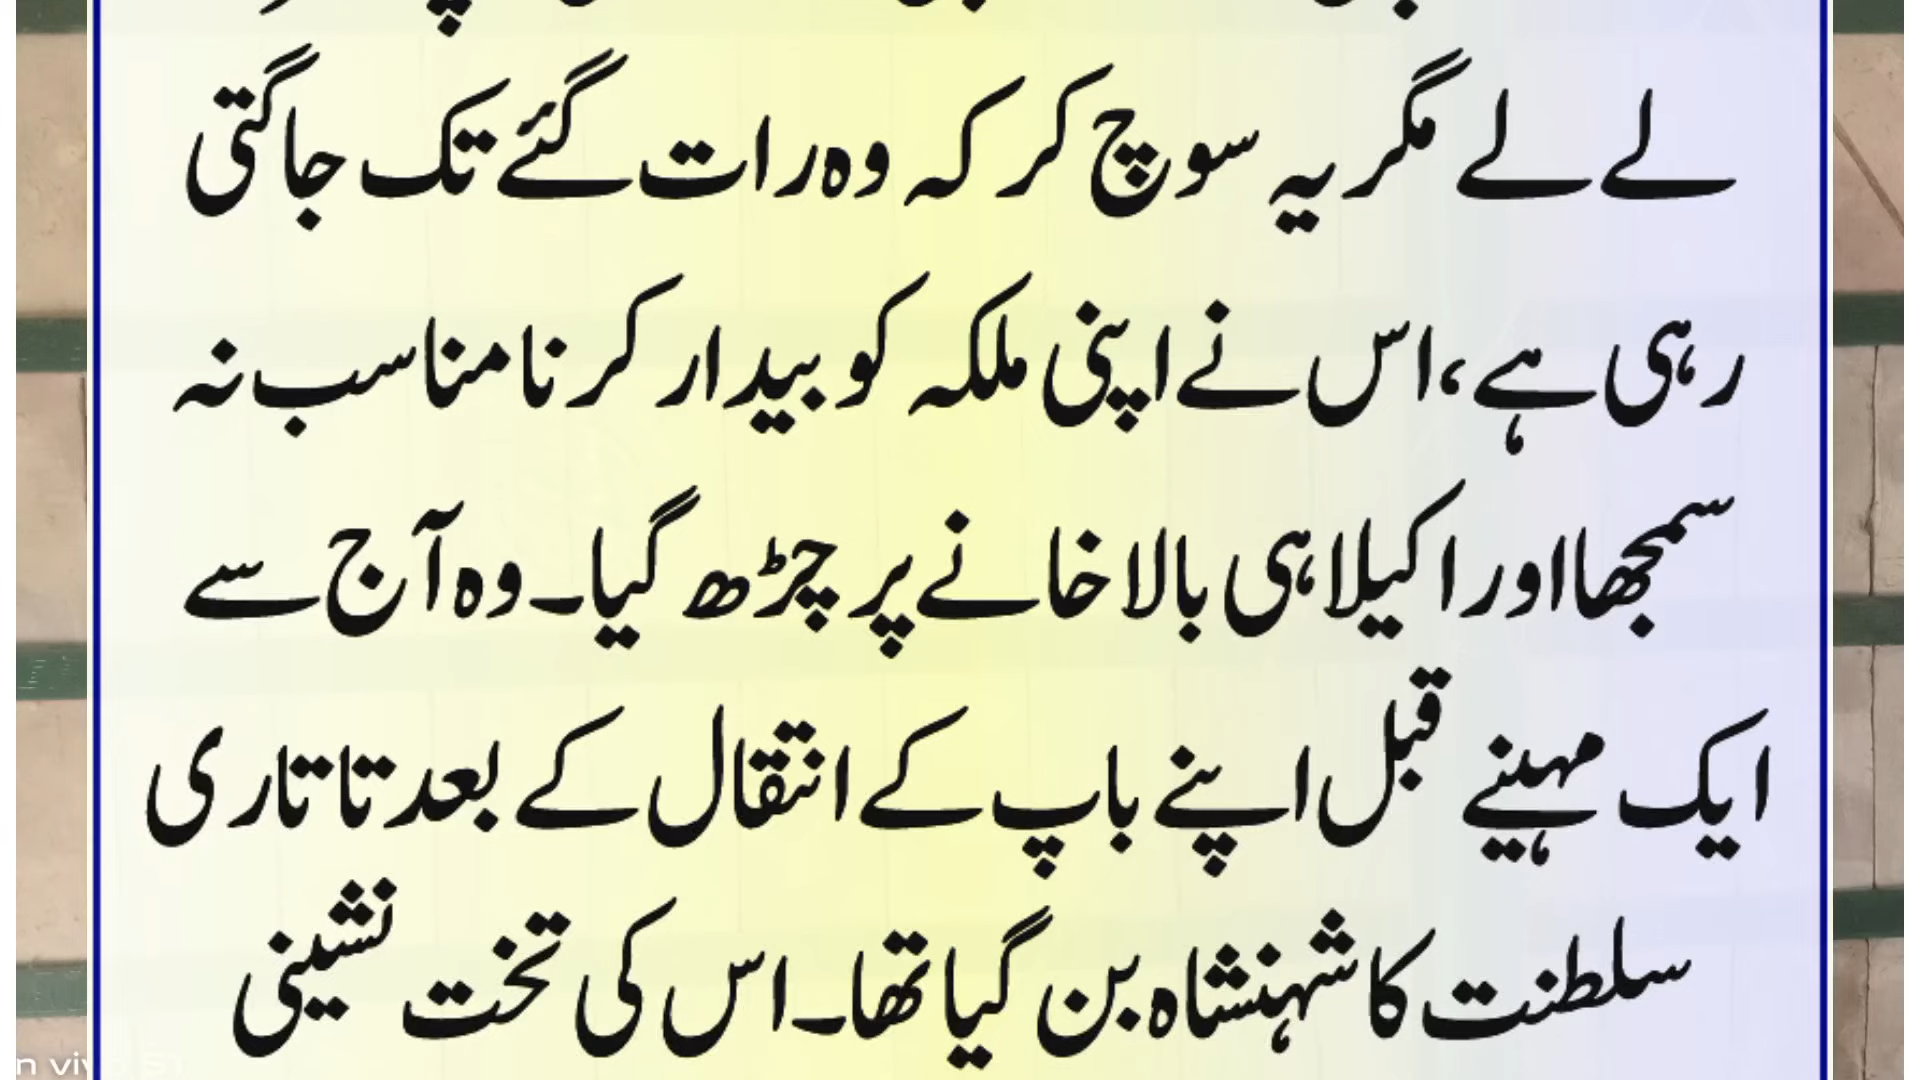 لے لے مگر یہ سوچ کر کہ وہ رات گئے تک جاگتی
رہی ہے، اس نے اپنی ملکہ کو بیدار کرنا مناسب نہ
سمجھا اور اکیلا ہی بالا خانے پر چڑھ گیا۔ وہ آج سے
ایک مہینے قبل اپنے باپ کے انتقال کے بعد تاتاری
سلطنت کا شہنشاہ بن گیا تھا۔ اس کی تخت نشینی